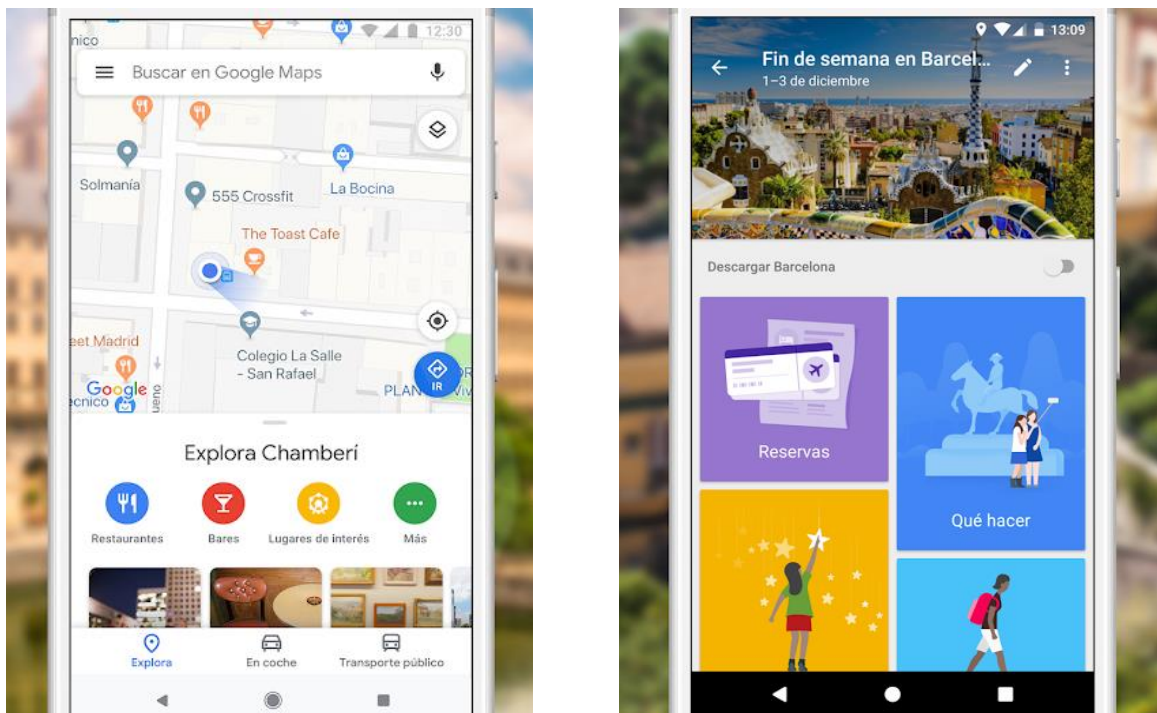 nico
12:30
Buscar en Google Maps
Solmanía
555 Crossfit
La Bocina
The Toast Cafe
eet Madrid
Colegio La Salle
- San Rafael
IR
Google
PLAN
ecnico
ueno
Explora Chamberí
Restaurantes
Bares
Lugares de interés
Más
Explora
En coche
Transporte público
13:09
Fin de semana en Barcel...
1–3 de diciembre
Descargar Barcelona
Reservas
Qué hacer